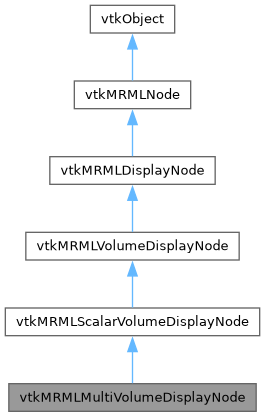 vtkObject
vtkMRMLNode
vtkMRMLDisplayNode
vtkMRMLVolumeDisplayNode
vtkMRMLScalarVolumeDisplayNode
vtkMRMLMultiVolumeDisplayNode